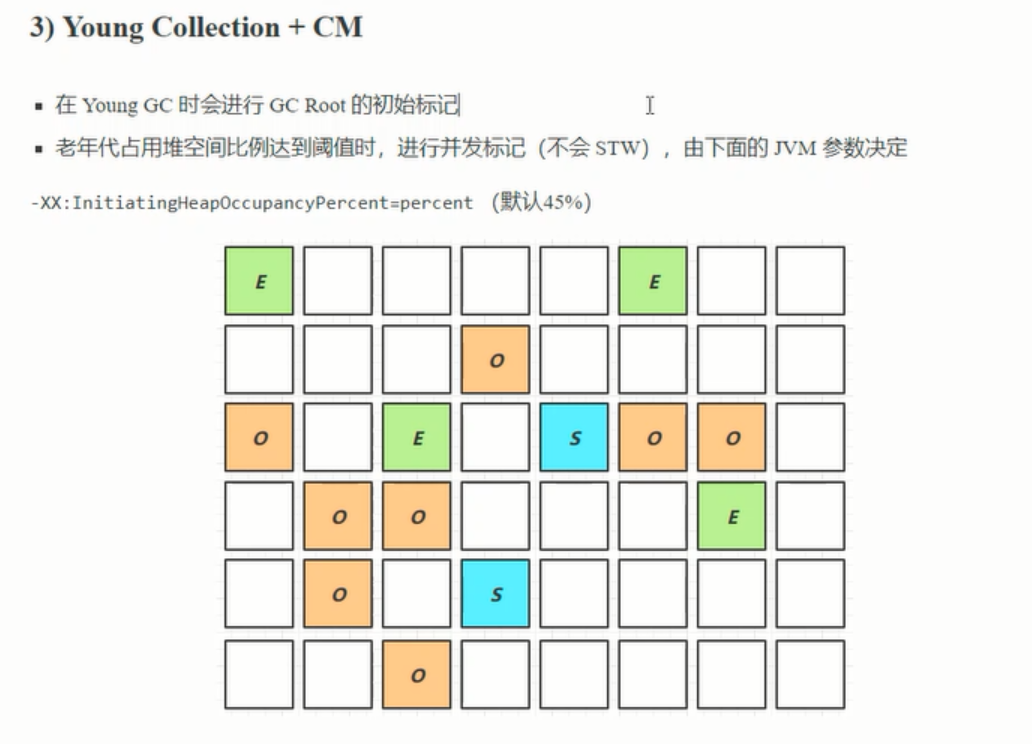 3) Young Collection + CM
▪ 在 Young GC 时会进行 GC Root 的初始标记
▪ 老年代占用堆空间比例达到阈值时，进行并发标记（不会 STW），由下面的 JVM 参数决定
-XX:InitiatingHeapOccupancyPercent=percent （默认45%）
E E
O
O E S O O
O O E
O S
O